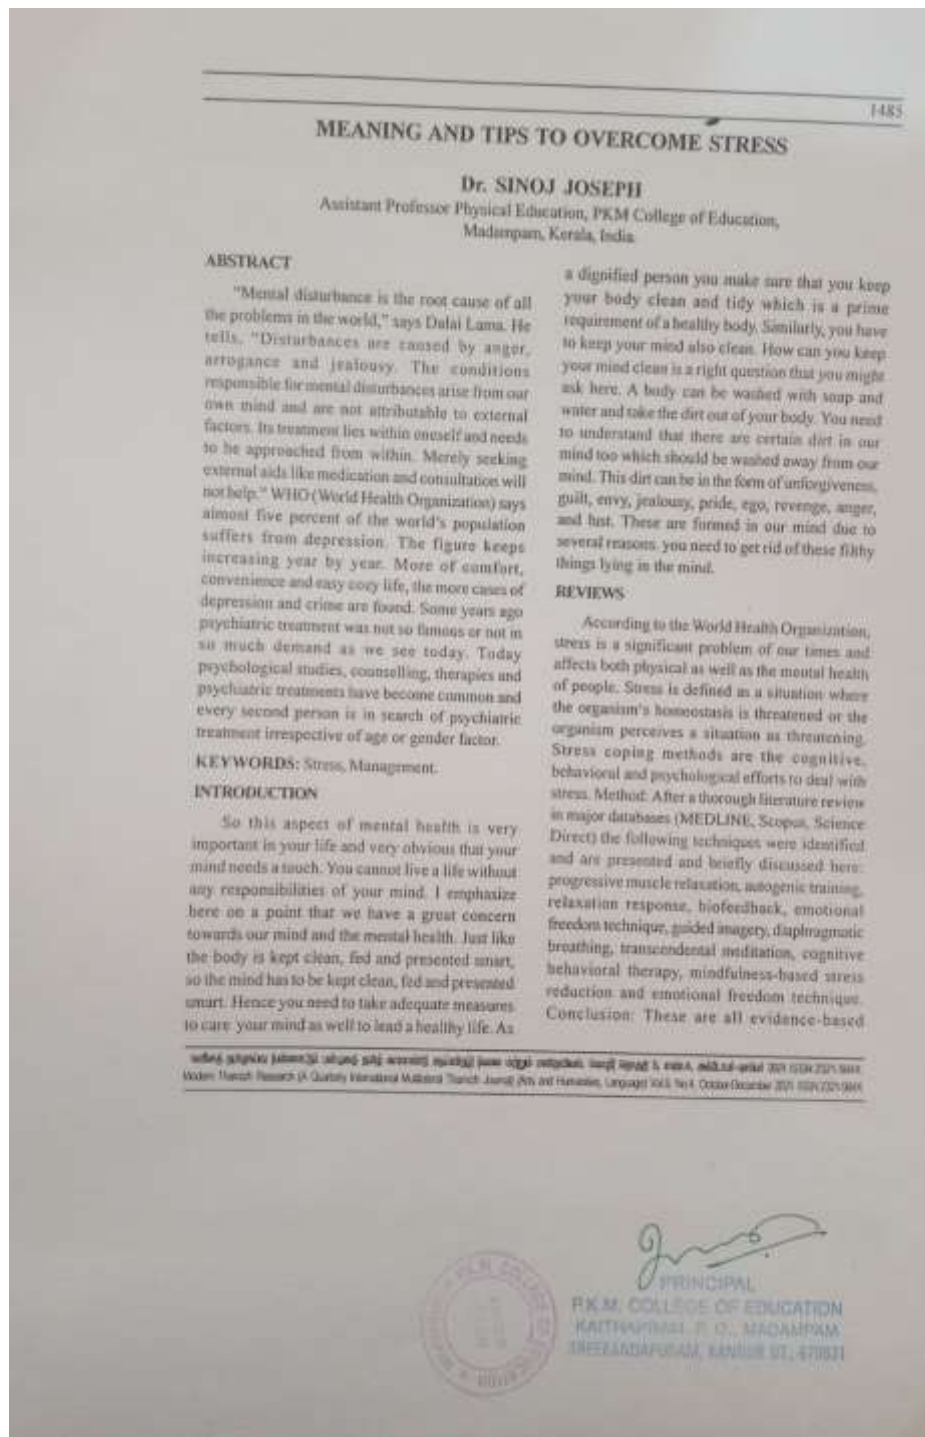 1485
MEANING AND TIPS TO OVERCOME STRESS
Dr. SINOJ JOSEPH
Assistant Professor Physical Education, PKM College of Education,
Madampam, Kerala, India
ABSTRACT
"Mental disturbance is the root cause of all
the problems in the world," says Dalai Lama. He
tells, "Disturbances are caused by anger,
arrogance and jealousy. The conditions
responsible for mental disturbances arise from our
own mind and are not attributable to external
factors. Its treatment lies within oneself and needs
to be approached from within. Merely seeking
external aids like medication and consultation will
not help." WHO (World Health Organization) says
almost five percent of the world's population
suffers from depression. The figure keeps
increasing year by year. More of comfort,
convenience and easy cozy life, the more cases of
depression and crime are found. Some years ago
psychiatric treatment was not so famous or not in
so much demand as we see today. Today
psychological studies, counselling, therapies and
psychiatric treatments have become common and
every second person is in search of psychiatric
treatment irrespective of age or gender factor.
KEYWORDS: Stress, Management.
INTRODUCTION
So this aspect of mental health is very
important in your life and very obvious that your
mind needs a touch. You cannot live a life without
any responsibilities of your mind. I emphasize
here on a point that we have a great concern
towards our mind and the mental health. Just like
the body is kept clean, fed and presented smart,
so the mind has to be kept clean, fed and presented
smart. Hence you need to take adequate measures
to care your mind as well to lead a healthy life. As
a dignified person you make sure that you keep
your body clean and tidy which is a prime
requirement of a healthy body. Similarly, you have
to keep your mind also clean. How can you keep
your mind clean is a right question that you might
ask here. A body can be washed with soap and
water and take the dirt out of your body. You need
to understand that there are certain dirt in our
mind too which should be washed away from our
mind. This dirt can be in the form of unforgiveness,
guilt, envy, jealousy, pride, ego, revenge, anger,
and lust. These are formed in our mind due to
several reasons. you need to get rid of these filthy
things lying in the mind.
REVIEWS
According to the World Health Organization,
stress is a significant problem of our times and
affects both physical as well as the mental health
of people. Stress is defined as a situation where
the organism's homeostasis is threatened or the
organism perceives a situation as threatening.
Stress coping methods are the cognitive,
behavioral and psychological efforts to deal with
stress. Method: After a thorough literature review
in major databases (MEDLINE, Scopus, Science
Direct) the following techniques were identified
and are presented and briefly discussed here:
progressive muscle relaxation, autogenic training,
relaxation response, biofeedback, emotional
freedom technique, guided imagery, diaphragmatic
breathing, transcendental meditation, cognitive
behavioral therapy, mindfulness-based stress
reduction and emotional freedom technique.
Conclusion: These are all evidence-based
Modern Thamizh Research (A Quarterly International Multilateral Thamizh Journal) (Arts and Humanities, Language) Vol.9. No.4. October-December 2021 ISSN:2321-984X
PRINCIPAL
P.K.M. COLLEGE OF EDUCATION
P. O., MADAMPAM